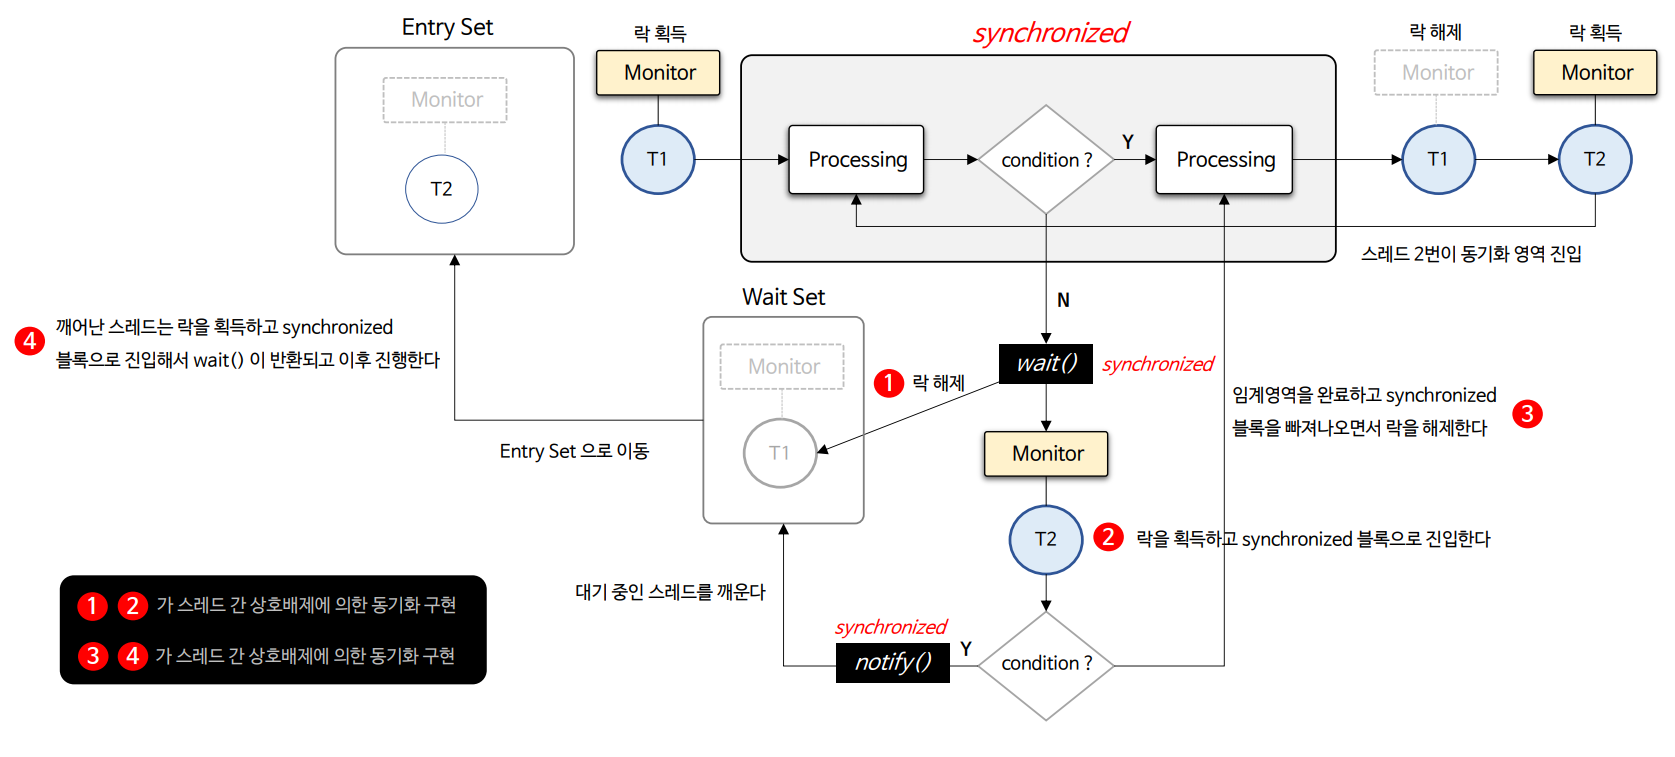 Entry Set
Monitor
T2
락 획득
Monitor
T1
synchronized
Processing
condition ?
Y
Processing
락 해제
Monitor
T1
락 획득
Monitor
T2
스레드 2번이 동기화 영역 진입
N
Wait Set
Monitor
T1
1 락 해제
wait()
synchronized
4 깨어난 스레드는 락을 획득하고 synchronized
블록으로 진입해서 wait() 이 반환되고 이후 진행한다
Entry Set 으로 이동
임계영역을 완료하고 synchronized
블록을 빠져나오면서 락을 해제한다 3
Monitor
T2
2 락을 획득하고 synchronized 블록으로 진입한다
대기 중인 스레드를 깨운다
synchronized
notify()
Y
condition ?
1 2 가 스레드 간 상호배제에 의한 동기화 구현
3 4 가 스레드 간 상호배제에 의한 동기화 구현